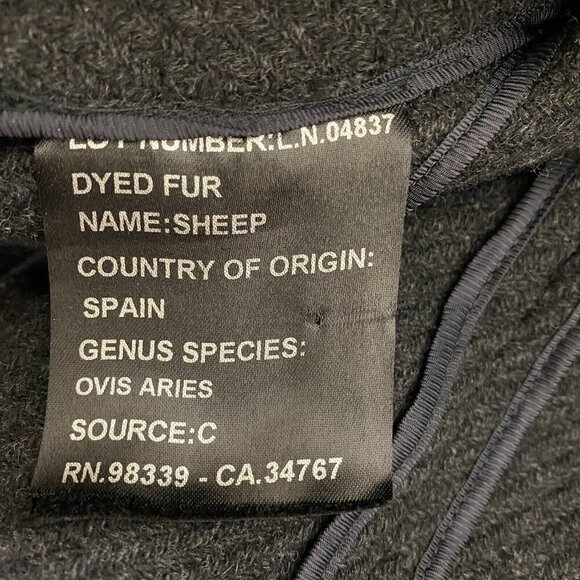 LOT NUMBER:L.N.04837
DYED FUR
NAME:SHEEP
COUNTRY OF ORIGIN:
SPAIN
GENUS SPECIES:
OVIS ARIES
SOURCE:C
RN.98339 - CA.34767